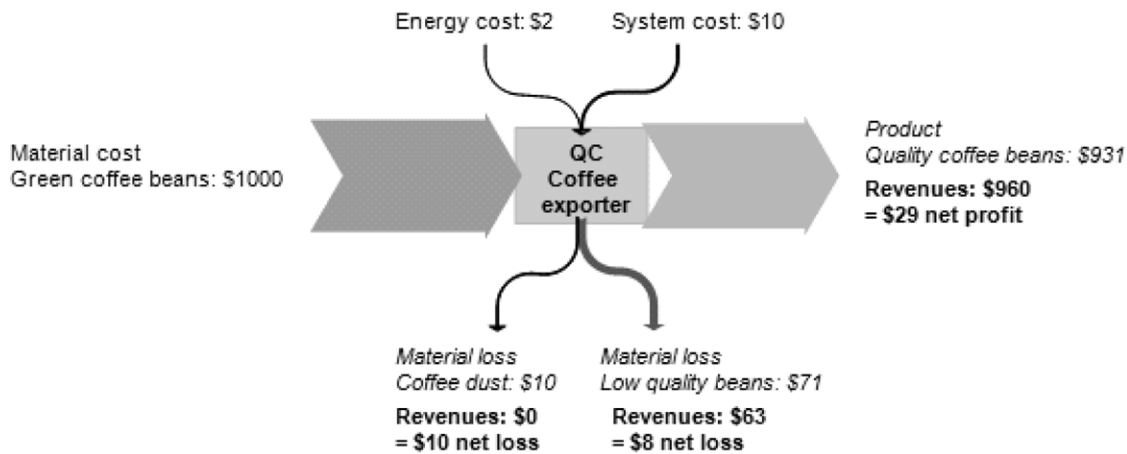 Energy cost: $2
System cost: $10
Material cost
Green coffee beans: $1000
QC
Coffee
exporter
Product
Quality coffee beans: $931
Revenues: $960
= $29 net profit
Material loss
Coffee dust: $10
Revenues: $0
= $10 net loss
Material loss
Low quality beans: $71
Revenues: $63
= $8 net loss